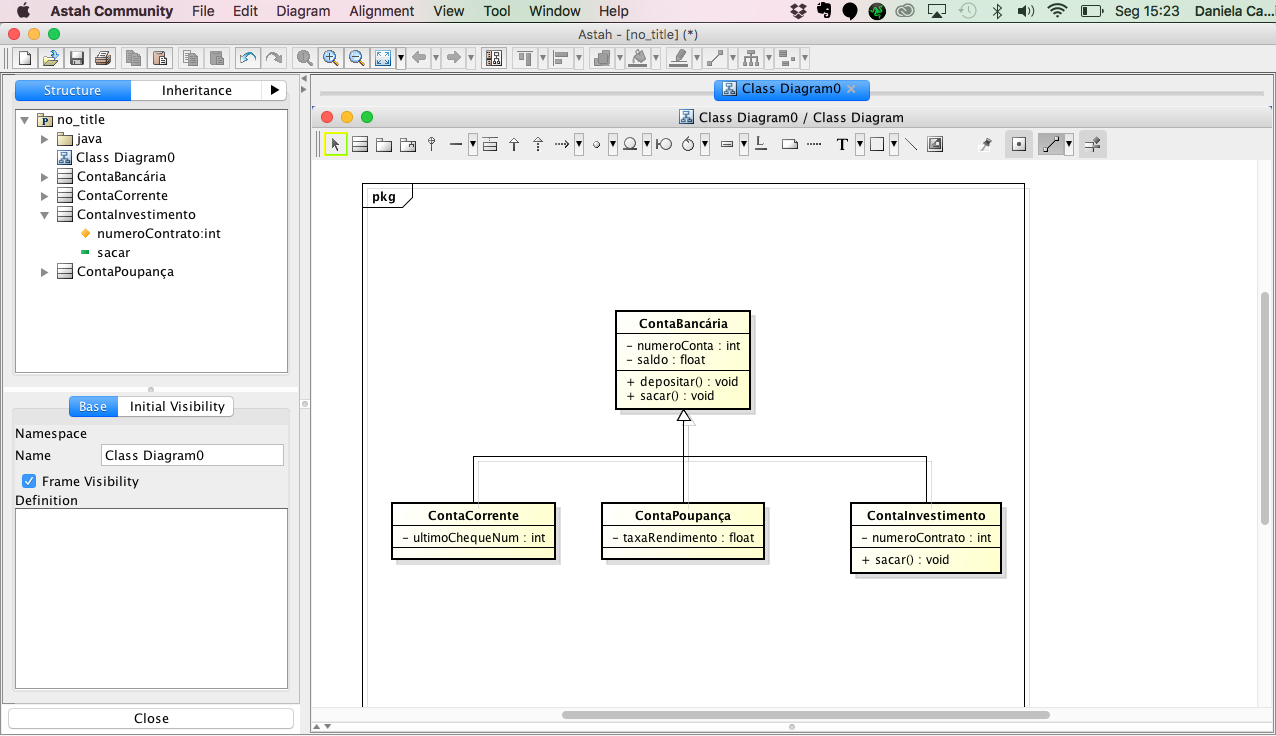 Astah Community File Edit Diagram Alignment View Tool Window Help Seg 15:23 Daniela Ca...
Astah - [no_title] (*)
Structure Inheritance
Class Diagram0
Class Diagram0 / Class Diagram
no_title
java
Class Diagram0
ContaBancária
ContaCorrente
ContaInvestimento
numeroContrato:int
sacar
ContaPoupança
Base Initial Visibility
Namespace
Name Class Diagram0
Frame Visibility
Definition
Close
T
pkg
ContaBancária
- numeroConta : int
- saldo : float
+ depositar() : void
+ sacar() : void
ContaCorrente
- ultimoChequeNum : int
ContaPoupança
- taxaRendimento : float
ContaInvestimento
- numeroContrato : int
+ sacar() : void